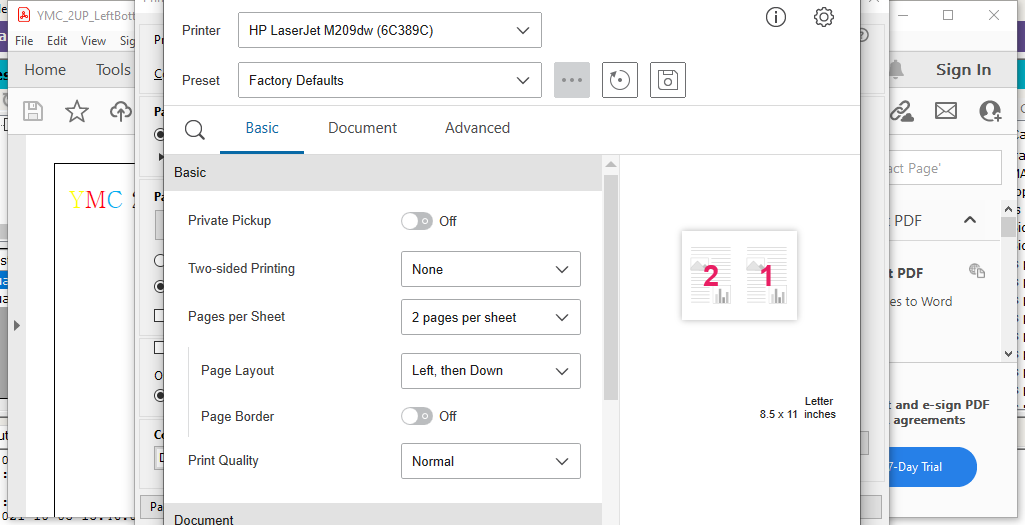 YMC_2UP_LeftBott
File Edit View Sig
Home Tools
YMC 2
Printer HP LaserJet M209dw (6C389C)
Preset Factory Defaults
Basic Document Advanced
Basic
Private Pickup Off
Two-sided Printing None
Pages per Sheet 2 pages per sheet
Page Layout Left, then Down
Page Border Off
Print Quality Normal
Document
2 1
Letter
8.5 x 11 inches
Sign In
act Page'
PDF
t PDF
es to Word
t and e-sign PDF
agreements
7-Day Trial